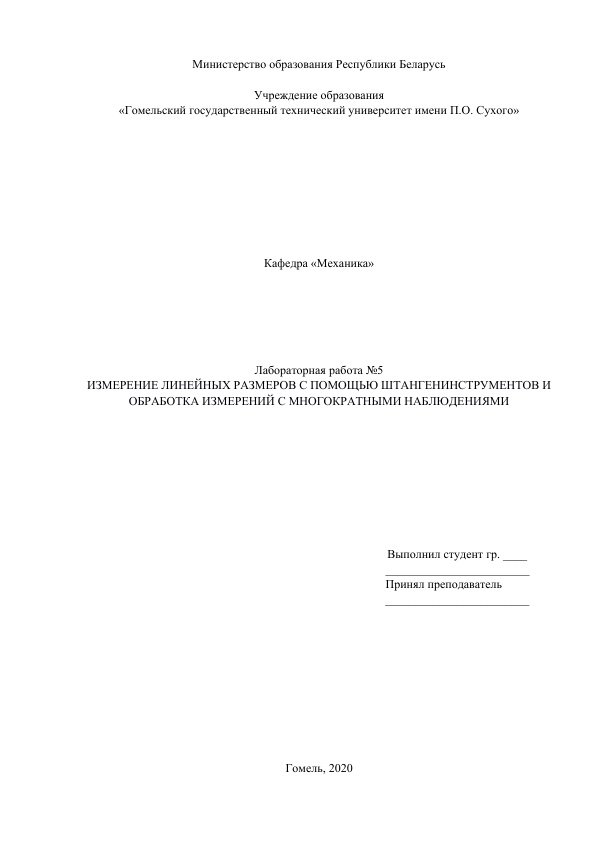 Министерство образования Республики Беларусь
Учреждение образования
«Гомельский государственный технический университет имени П.О. Сухого»
Кафедра «Механика»
Лабораторная работа №5
ИЗМЕРЕНИЕ ЛИНЕЙНЫХ РАЗМЕРОВ С ПОМОЩЬЮ ШТАНГЕНИНСТРУМЕНТОВ И
ОБРАБОТКА ИЗМЕРЕНИЙ С МНОГОКРАТНЫМИ НАБЛЮДЕНИЯМИ
Выполнил студент гр. ____
________________________
Принял преподаватель
________________________
Гомель, 2020